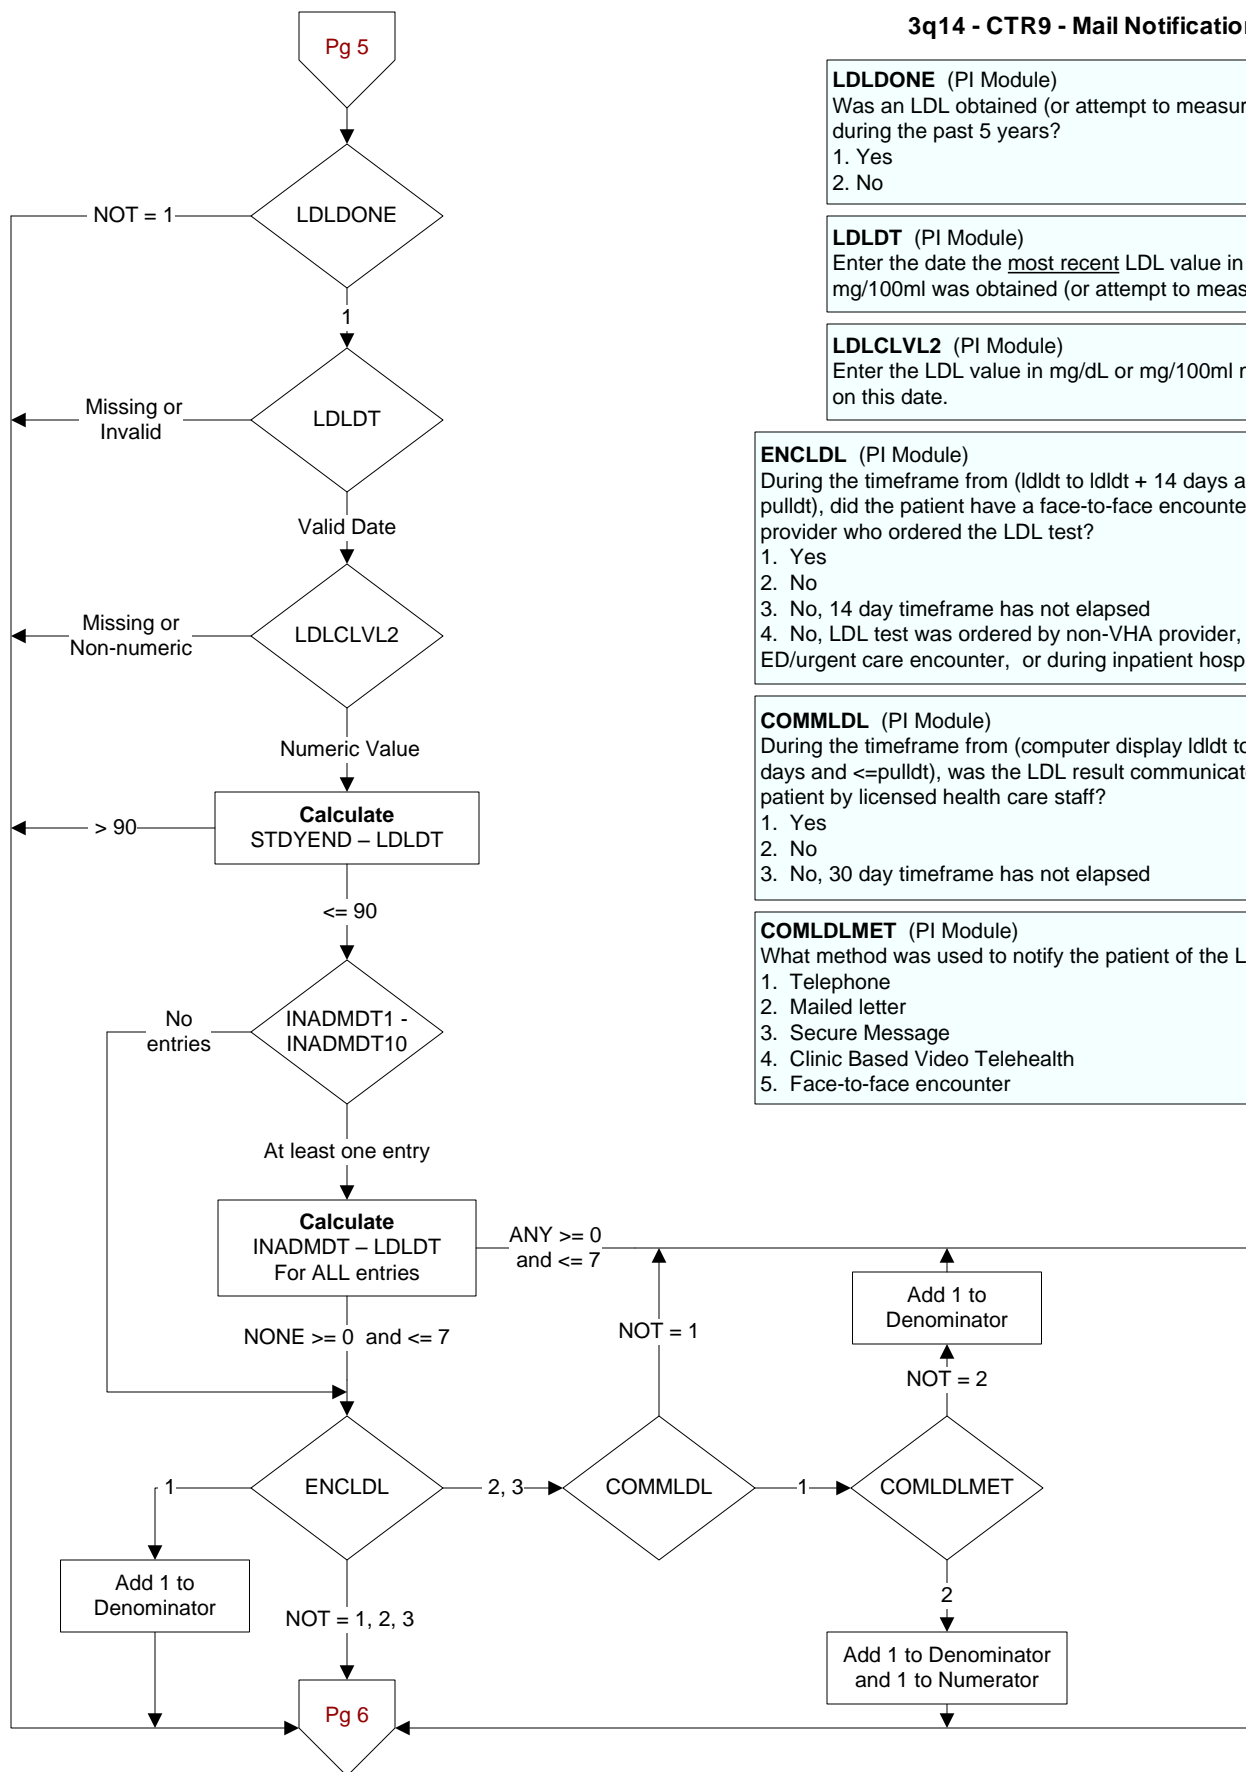 3q14 - CTR9 - Mail Notification
Pg 5
LDLDONE (PI Module)
Was an LDL obtained (or attempt to measur
during the past 5 years?
1. Yes
2. No
LDLDONE
NOT = 1
1
LDLDT (PI Module)
Enter the date the most recent LDL value in
mg/100ml was obtained (or attempt to meas
LDLDT
Missing or
Invalid
Valid Date
LDLCLVL2 (PI Module)
Enter the LDL value in mg/dL or mg/100ml r
on this date.
ENCLDL (PI Module)
During the timeframe from (ldldt to ldldt + 14 days a
pulldt), did the patient have a face-to-face encounte
provider who ordered the LDL test?
1. Yes
2. No
3. No, 14 day timeframe has not elapsed
4. No, LDL test was ordered by non-VHA provider,
ED/urgent care encounter, or during inpatient hosp
LDLCLVL2
Missing or
Non-numeric
Numeric Value
COMMLDL (PI Module)
During the timeframe from (computer display ldldt to
days and <=pulldt), was the LDL result communicat
patient by licensed health care staff?
1. Yes
2. No
3. No, 30 day timeframe has not elapsed
Calculate
STDYEND – LDLDT
> 90
<= 90
COMLDLMET (PI Module)
What method was used to notify the patient of the L
1. Telephone
2. Mailed letter
3. Secure Message
4. Clinic Based Video Telehealth
5. Face-to-face encounter
INADMDT1 -
INADMDT10
No
entries
At least one entry
Calculate
INADMDT – LDLDT
For ALL entries
ANY >= 0
and <= 7
NONE >= 0 and <= 7
NOT = 1
Add 1 to
Denominator
NOT = 2
1
ENCLDL
2, 3
COMMLDL
1
COMLDLMET
Add 1 to
Denominator
NOT = 1, 2, 3
2
Add 1 to Denominator
and 1 to Numerator
Pg 6